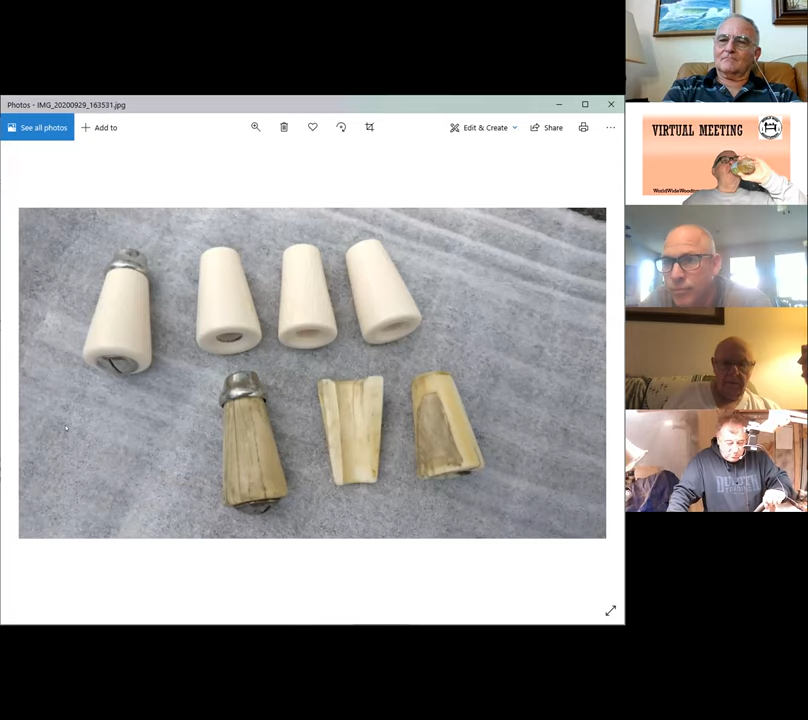 Photos - IMG_20200929_163531.jpg
See all photos
Add to
Edit & Create
Share
VIRTUAL MEETING